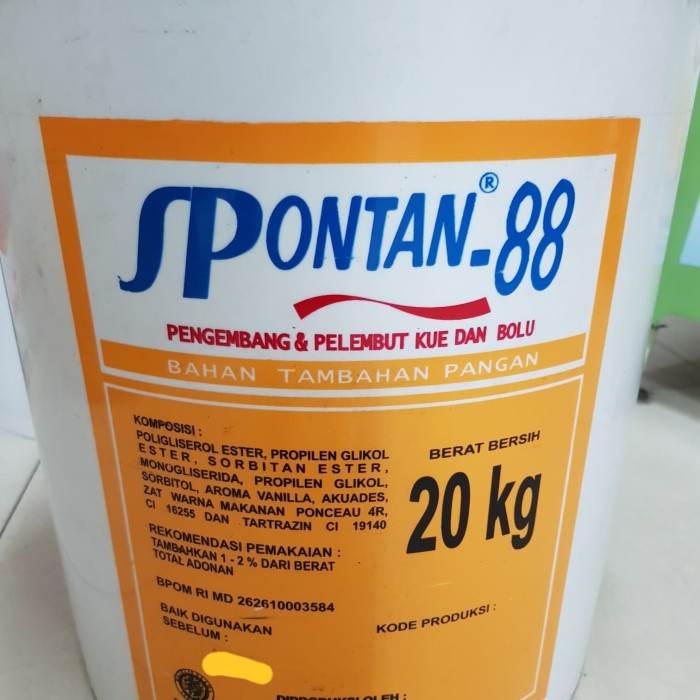 SPONTAN®-88
PENGEMBANG & PELEMBUT KUE DAN BOLU
BAHAN TAMBAHAN PANGAN
KOMPOSISI :
POLIGLISEROL ESTER, PROPILEN GLIKOL
ESTER, SORBITAN ESTER,
MONOGLISERIDA, PROPILEN GLIKOL,
SORBITOL, AROMA VANILLA, AKUADES,
ZAT WARNA MAKANAN PONCEAU 4R,
CI 16255 DAN TARTRAZIN CI 19140
BERAT BERSIH
20 kg
REKOMENDASI PEMAKAIAN :
TAMBAHKAN 1 - 2 % DARI BERAT
TOTAL ADONAN
BPOM RI MD 262610003584
BAIK DIGUNAKAN
SEBELUM :
KODE PRODUKSI :
DIPRODUKSI OLEH :